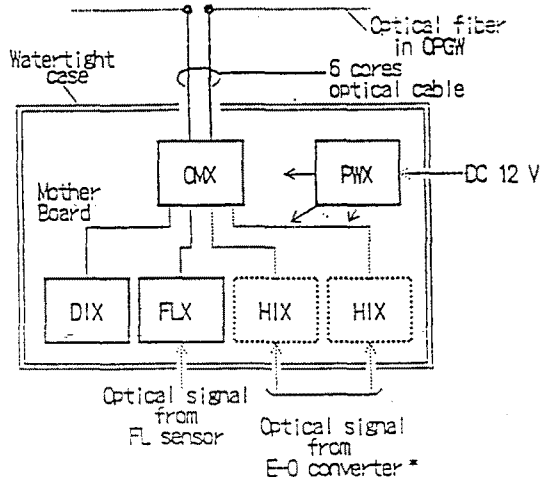 Optical fiber
in OPGW
Watertight
case
6 cores
optical cable
CMX
PWX
DC 12 V
Mother
Board
DIX
FLX
HIX
HIX
Optical signal
from
FL sensor
Optical signal
from
E-O converter *